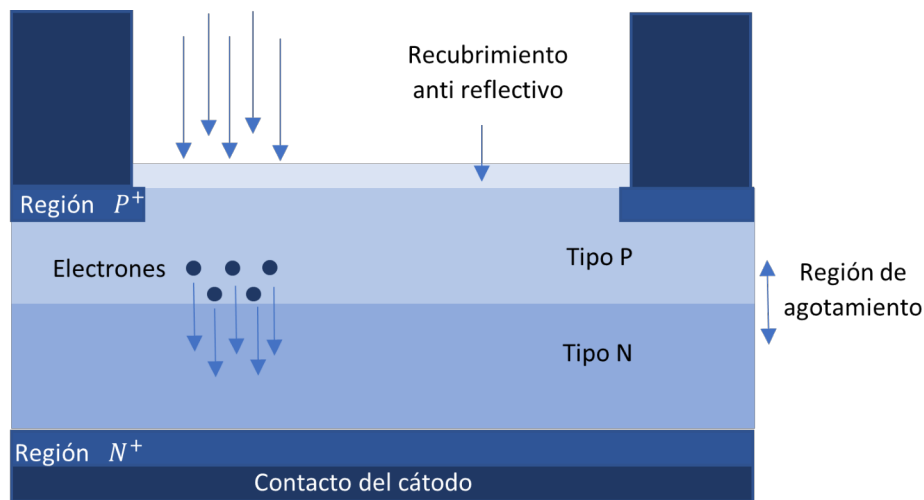 Recubrimiento
anti reflectivo
Región P⁺
Electrones
Tipo P
Región de
agotamiento
Tipo N
Región N⁺
Contacto del cátodo